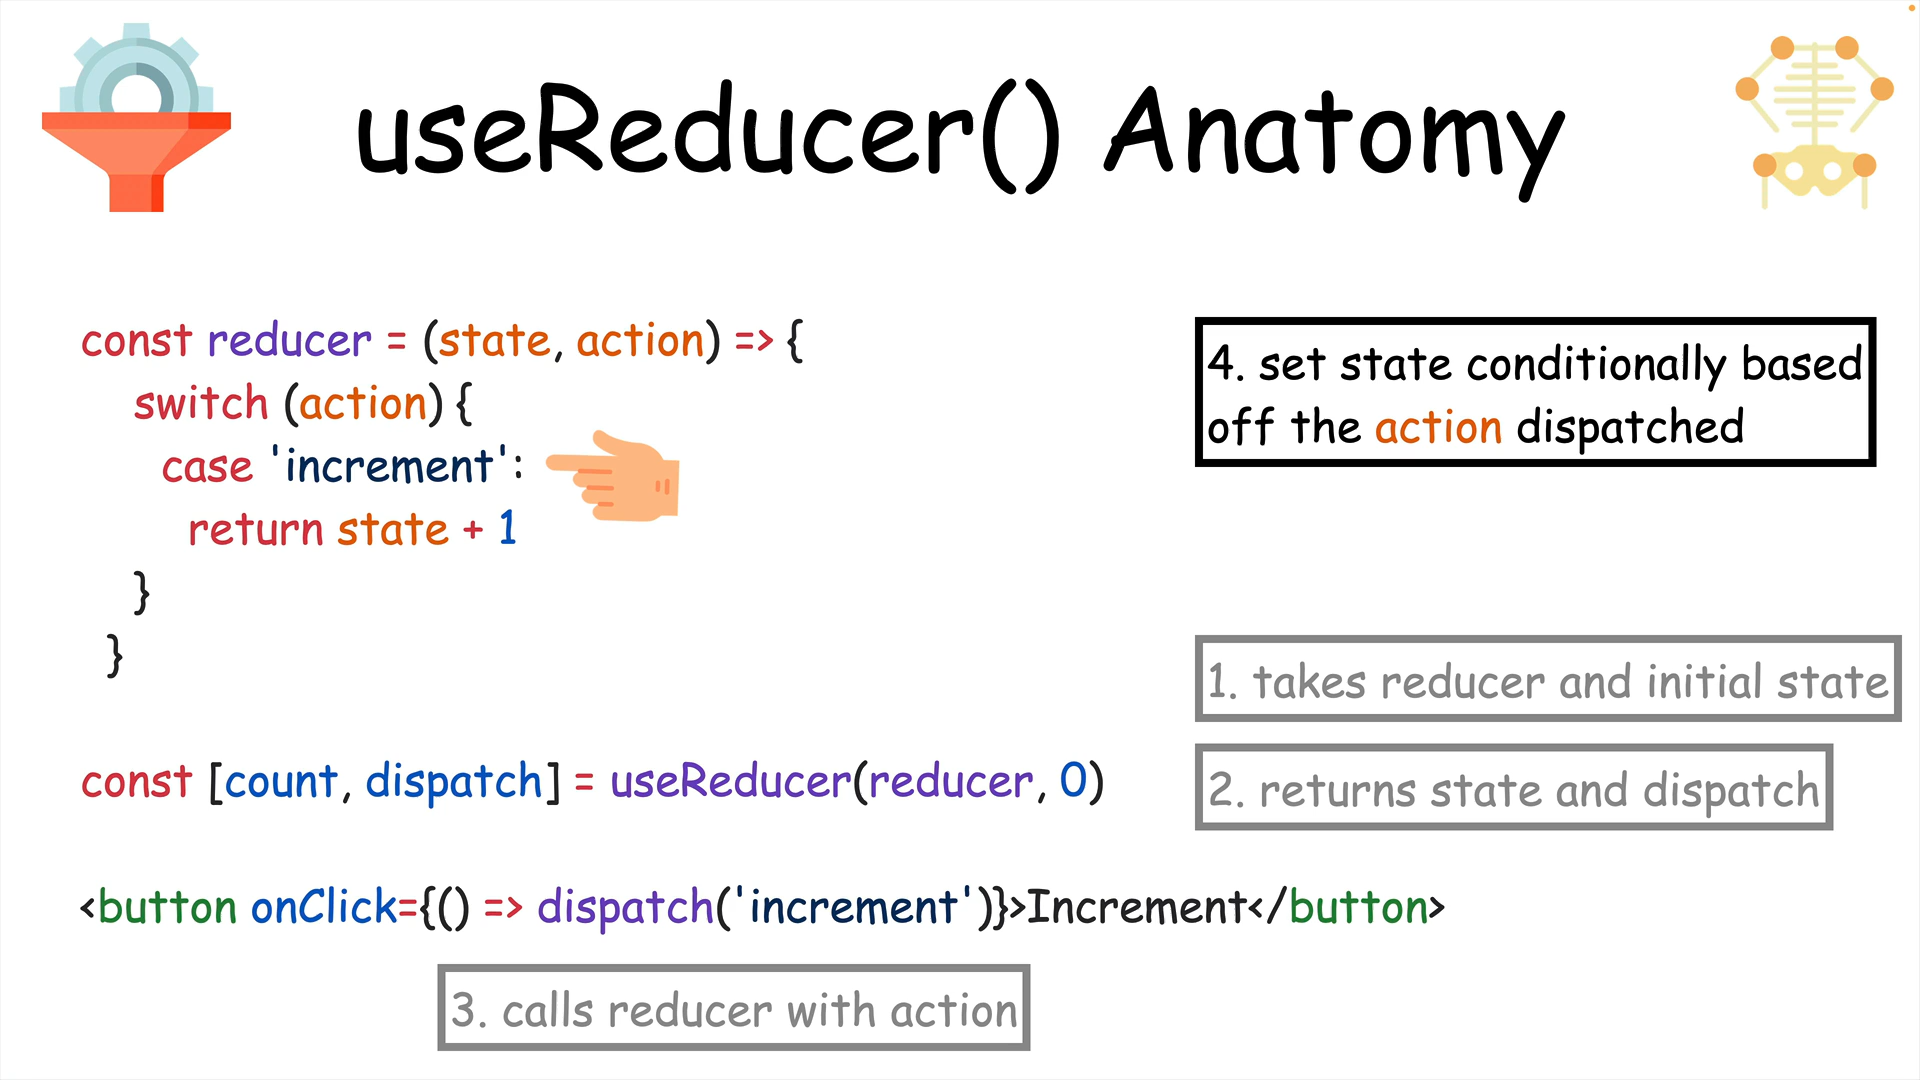 useReducer() Anatomy
const reducer = (state, action) => {
switch (action) {
case 'increment':
return state + 1
}
}
4. set state conditionally based
off the action dispatched
1. takes reducer and initial state
const [count, dispatch] = useReducer(reducer, 0)
2. returns state and dispatch
<button onClick={() => dispatch('increment')}>Increment</button>
3. calls reducer with action